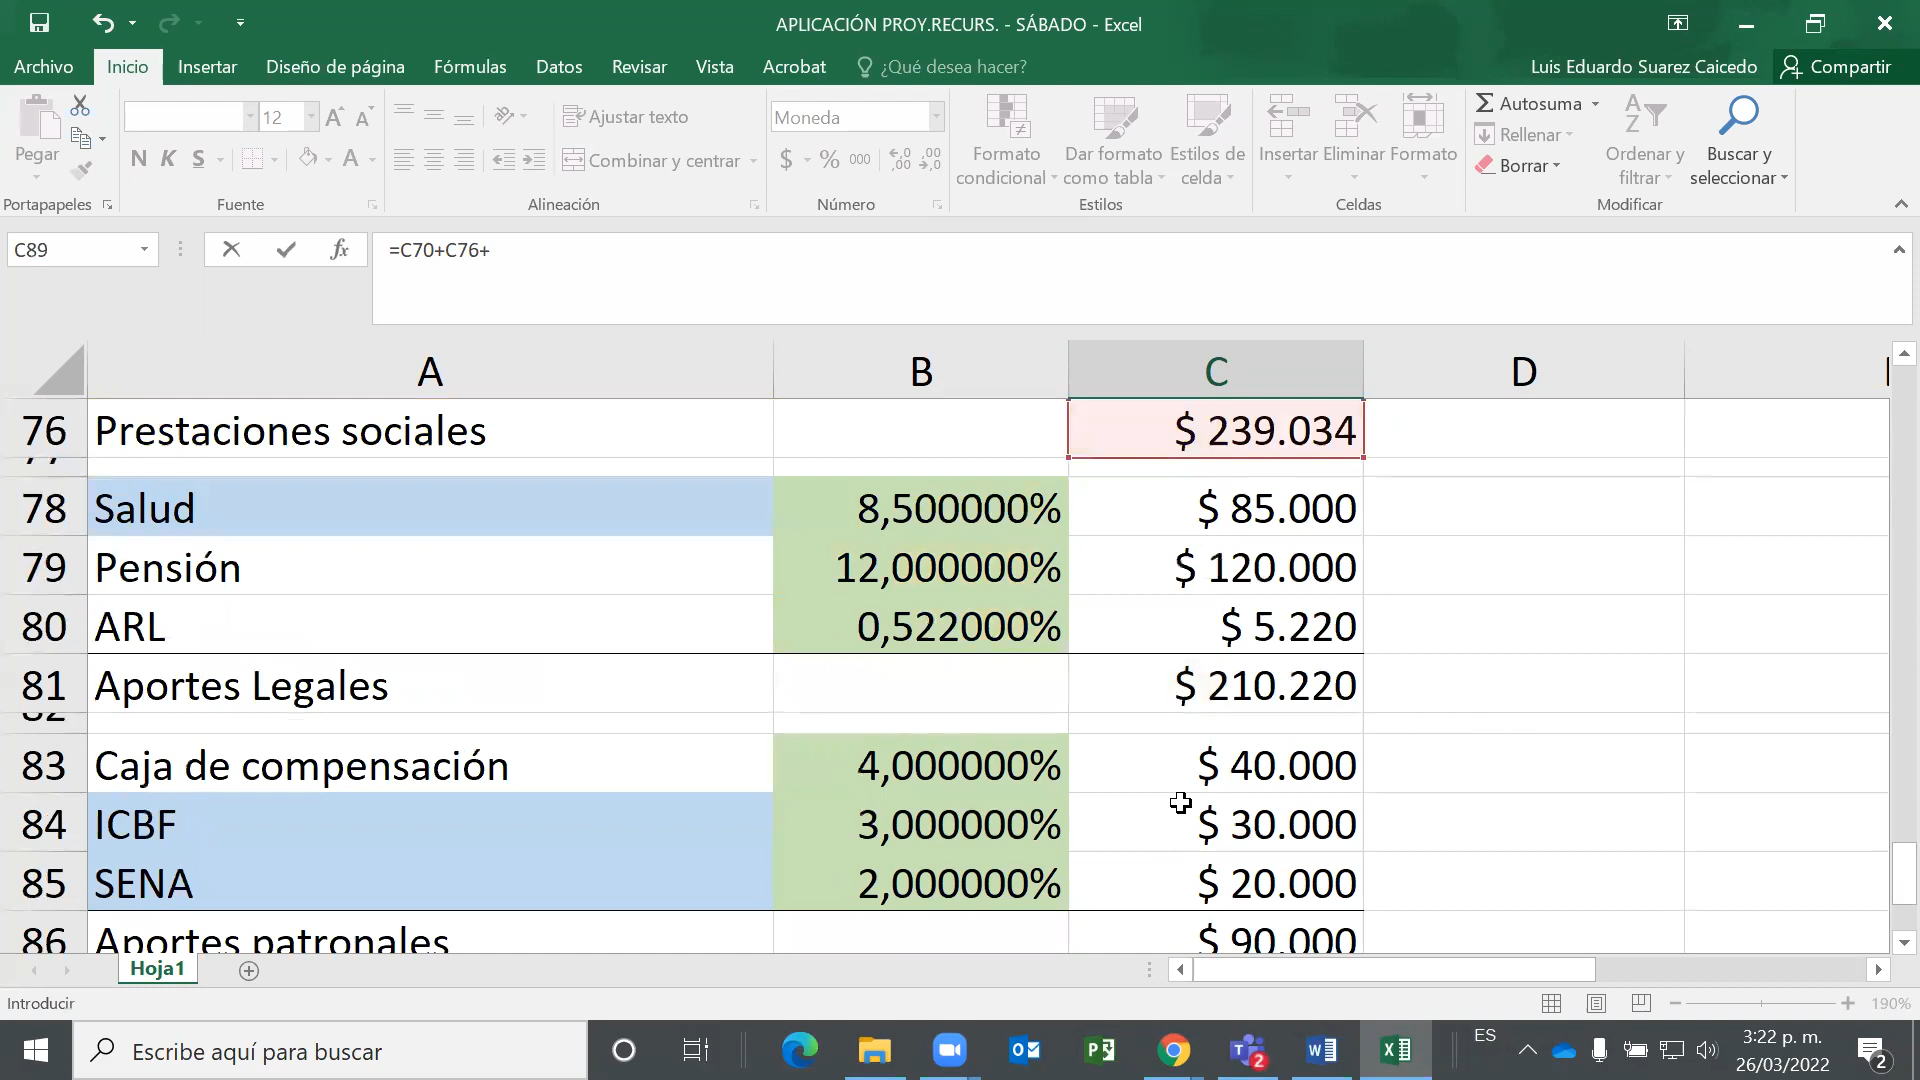 APLICACIÓN PROY.RECURS. - SÁBADO - Excel
Archivo Inicio Insertar Diseño de página Fórmulas Datos Revisar Vista Acrobat ¿Qué desea hacer? Luis Eduardo Suarez Caicedo Compartir
Pegar
12 A A
N K S A
Ajustar texto
Combinar y centrar
Moneda
$ % 000
Formato condicional
Dar formato como tabla
Estilos de celda
Insertar Eliminar Formato
Autosuma
Rellenar
Borrar
Ordenar y filtrar
Buscar y seleccionar
Portapapeles Fuente Alineación Número Estilos Celdas Modificar
C89 fx =C70+C76+
A B C D
76 Prestaciones sociales $ 239.034
77
78 Salud 8,500000% $ 85.000
79 Pensión 12,000000% $ 120.000
80 ARL 0,522000% $ 5.220
81 Aportes Legales $ 210.220
82
83 Caja de compensación 4,000000% $ 40.000
84 ICBF 3,000000% $ 30.000
85 SENA 2,000000% $ 20.000
86 Aportes patronales $ 90.000
Hoja1
Introducir 190%
Escribe aquí para buscar 2 ES 3:22 p. m.
26/03/2022 2